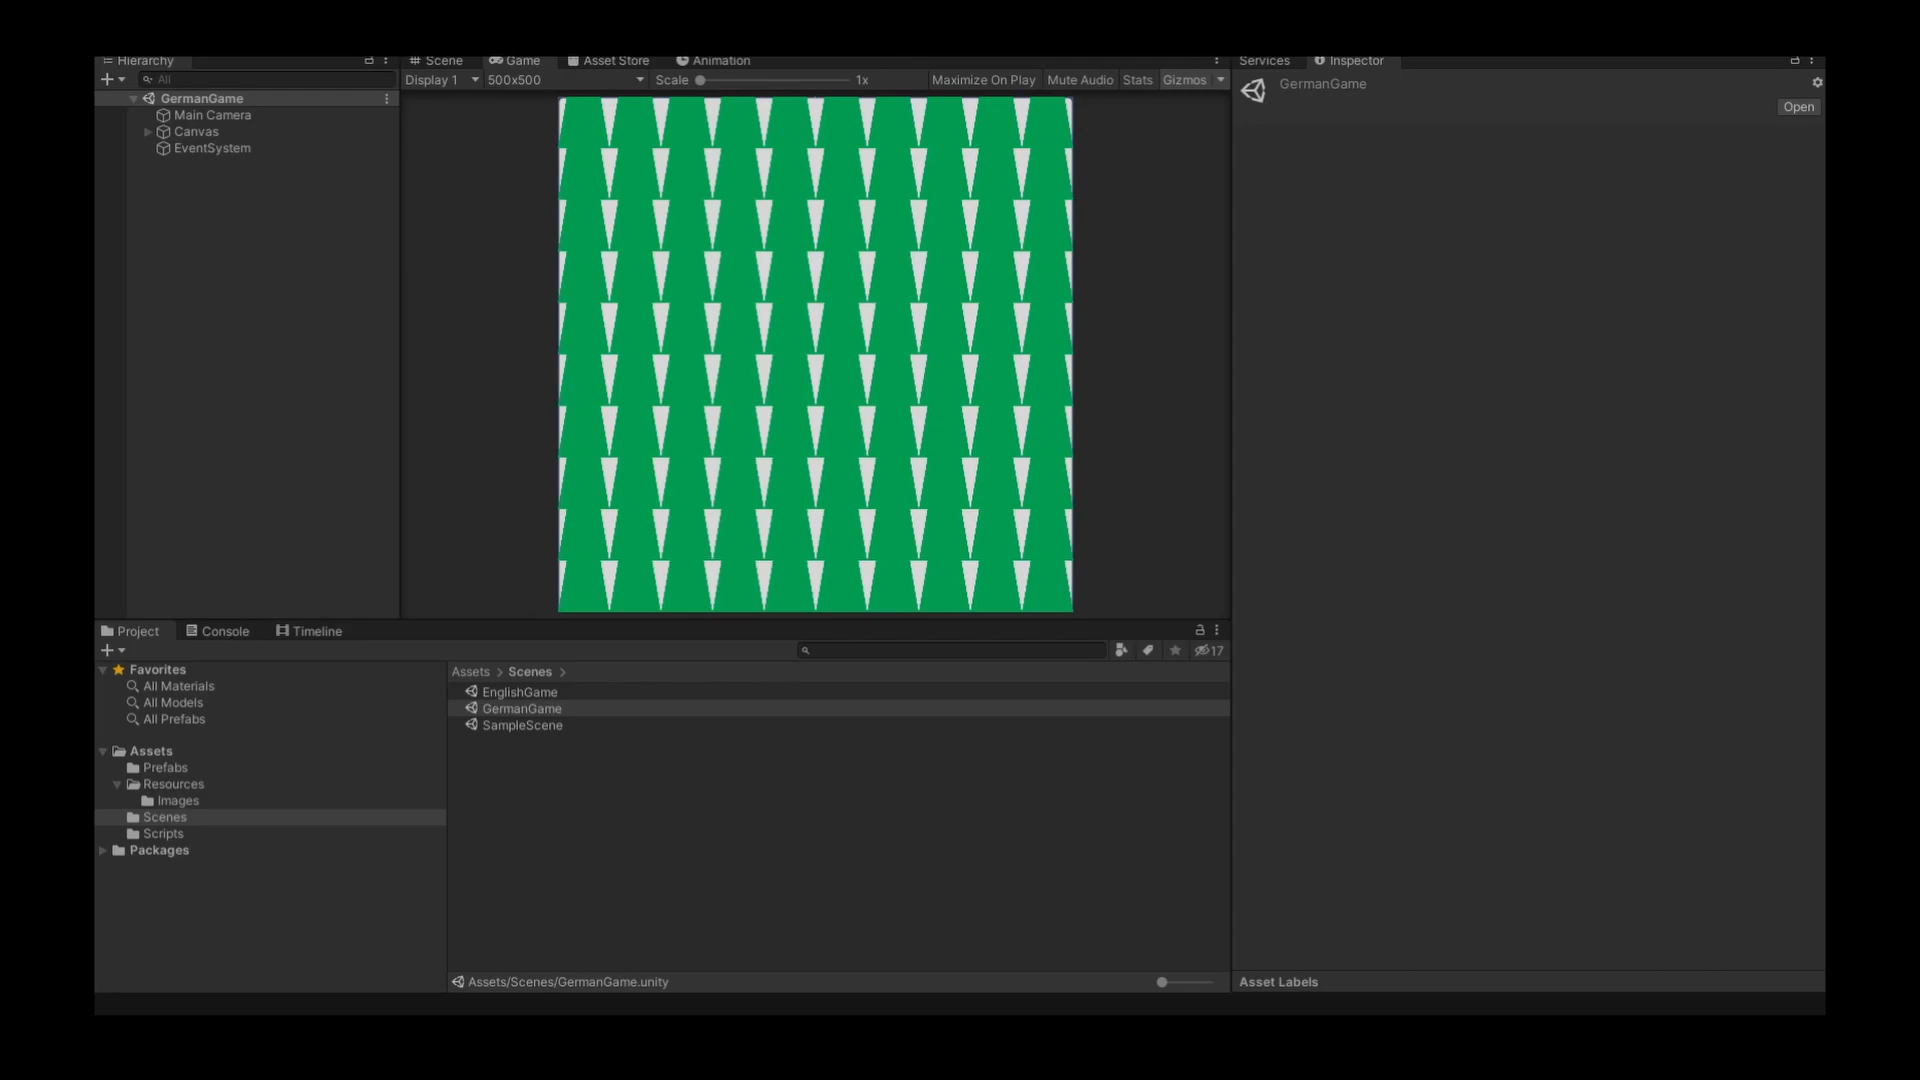 Hierarchy
All
GermanGame
Main Camera
Canvas
EventSystem
Scene Game Asset Store Animation
Display 1 500x500 Scale 1x Maximize On Play Mute Audio Stats Gizmos
Services Inspector
GermanGame
Open
Project Console Timeline
17
Favorites
All Materials
All Models
All Prefabs
Assets
Prefabs
Resources
Images
Scenes
Scripts
Packages
Assets > Scenes >
EnglishGame
GermanGame
SampleScene
Assets/Scenes/GermanGame.unity
Asset Labels